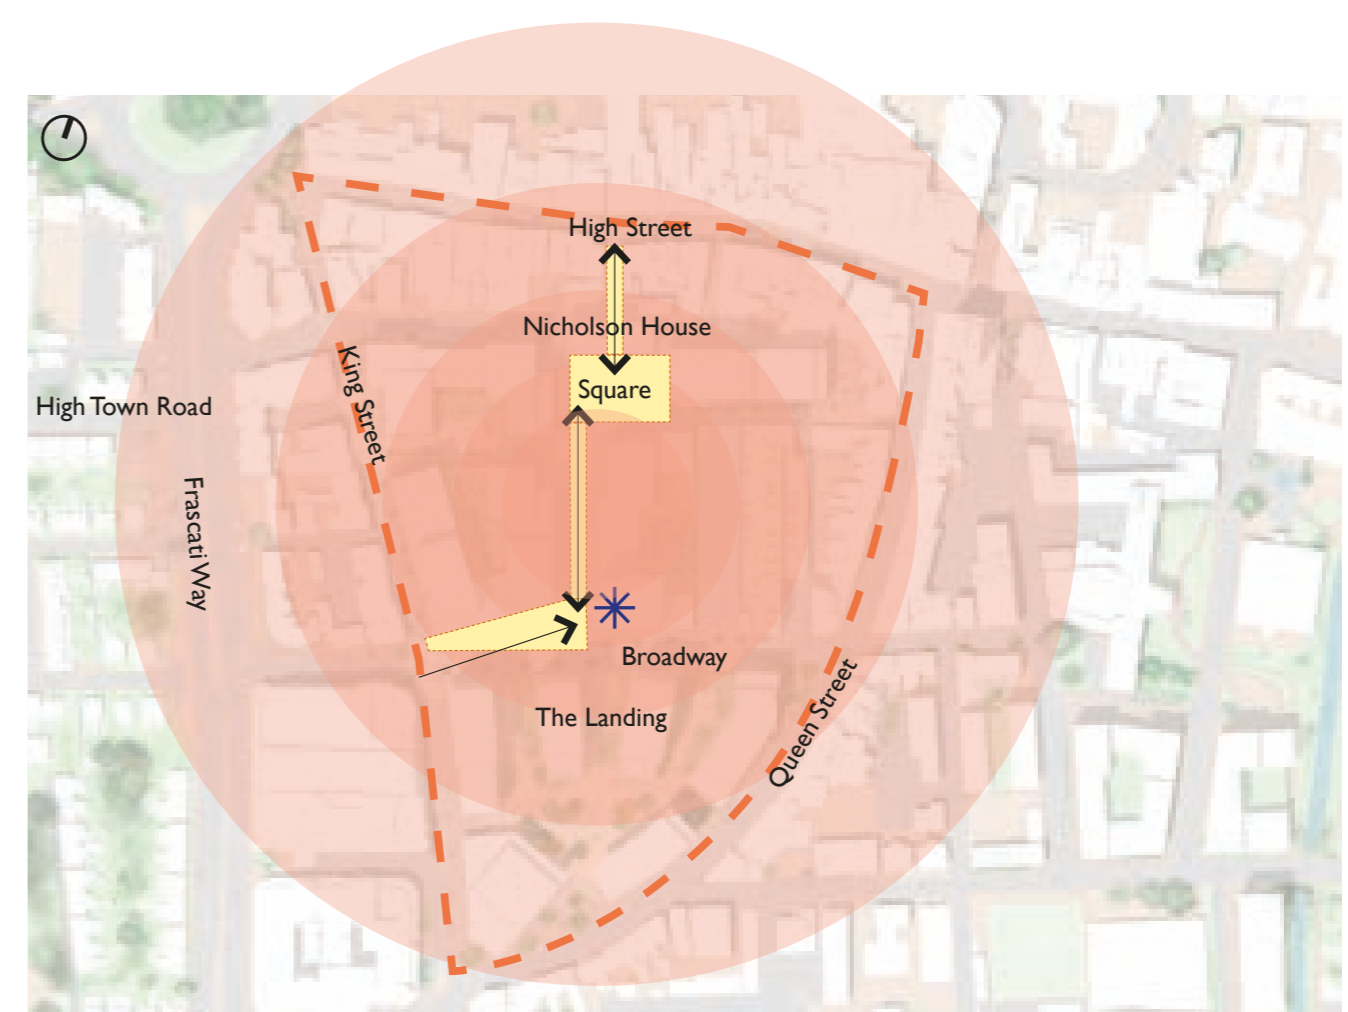 High Street
Nicholson House
King Street
Square
High Town Road
Frascati Way
Broadway
The Landing
Queen Street